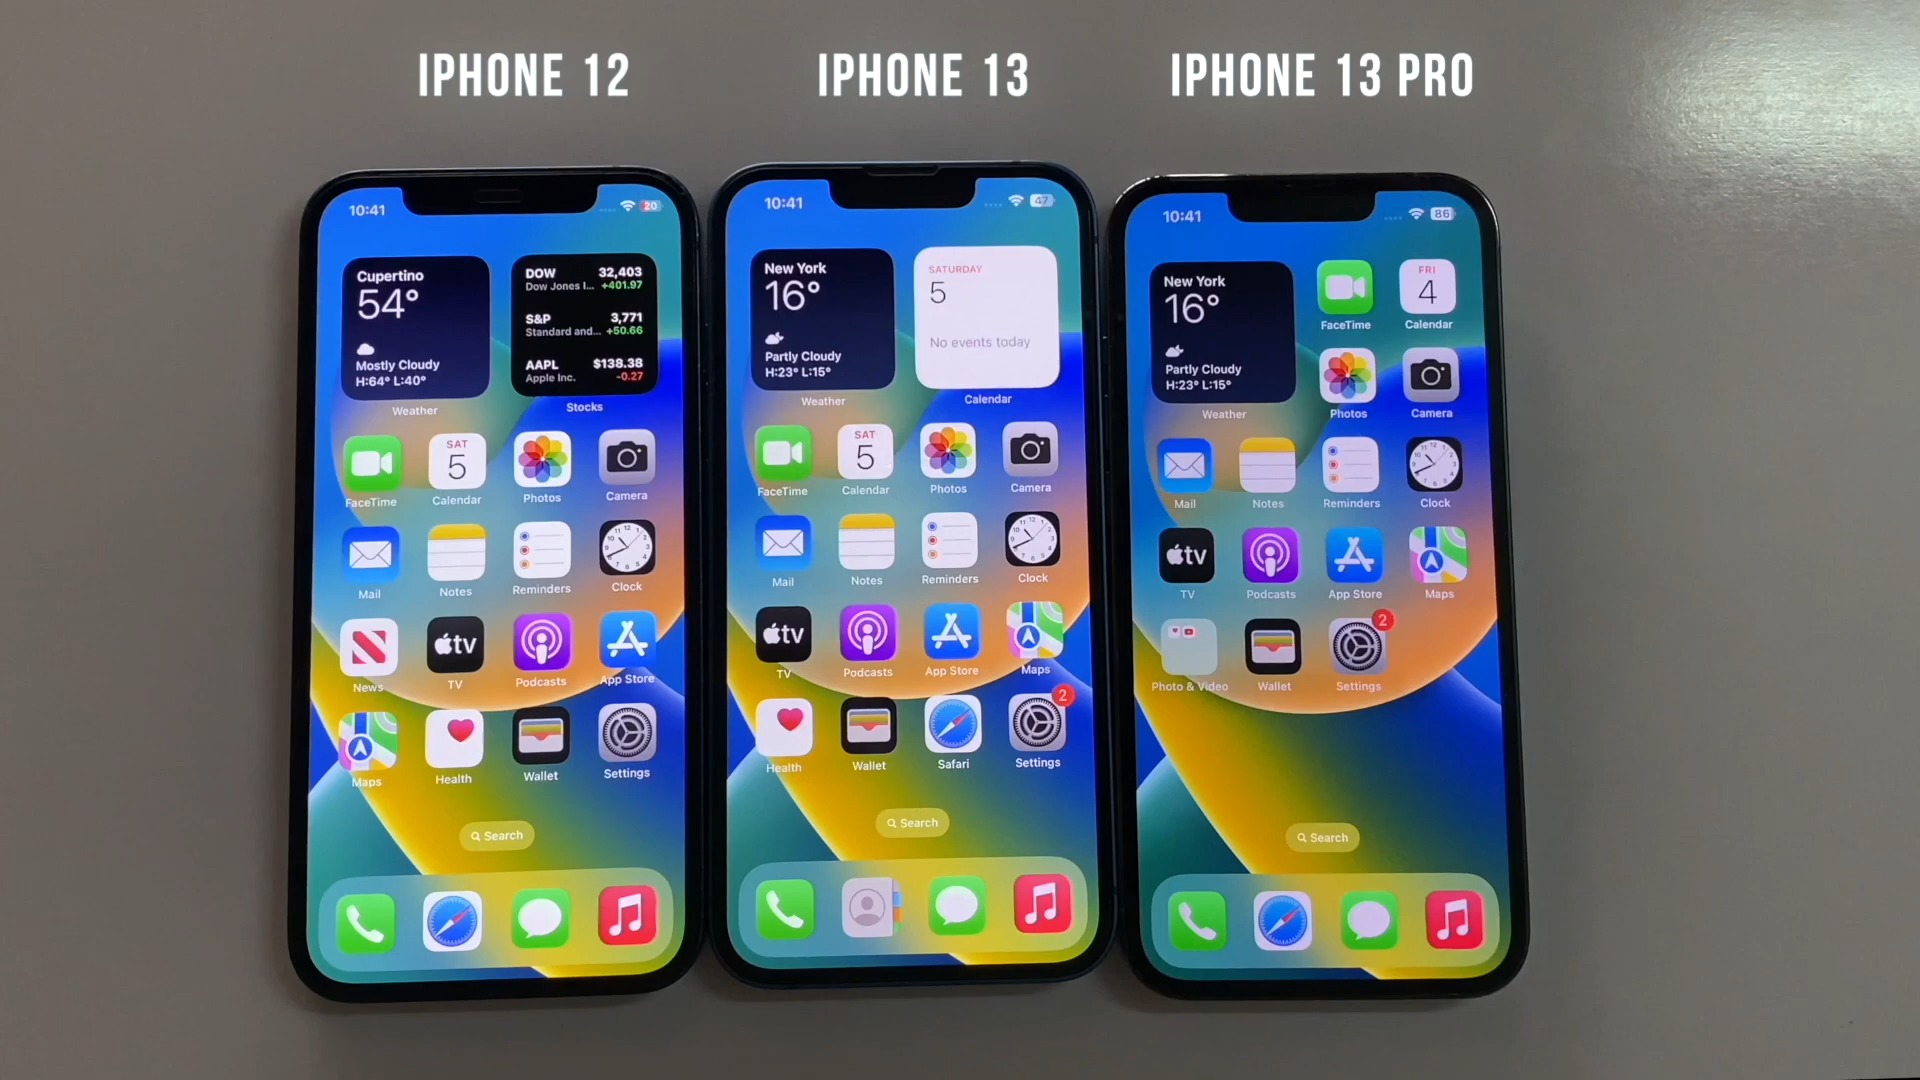 IPHONE 12
IPHONE 13
IPHONE 13 PRO
10:41
20
Cupertino
54°
Mostly Cloudy
H:64° L:40°
Weather
DOW 32,403
Dow Jones I... +401.97
S&P 3,771
Standard and... +50.66
AAPL $138.38
Apple Inc. -0.27
Stocks
SAT
5
FaceTime Calendar Photos Camera
Mail Notes Reminders Clock
tv
News TV Podcasts App Store
Maps Health Wallet Settings
Search
10:41
47
New York
16°
Partly Cloudy
H:23° L:15°
Weather
SATURDAY
5
No events today
Calendar
SAT
5
FaceTime Calendar Photos Camera
Mail Notes Reminders Clock
tv
TV Podcasts App Store Maps
2
Health Wallet Safari Settings
Search
10:41
86
New York
16°
Partly Cloudy
H:23° L:15°
Weather
FRI
4
FaceTime Calendar
Photos Camera
Mail Notes Reminders Clock
tv
TV Podcasts App Store Maps
2
Photo & Video Wallet Settings
Search